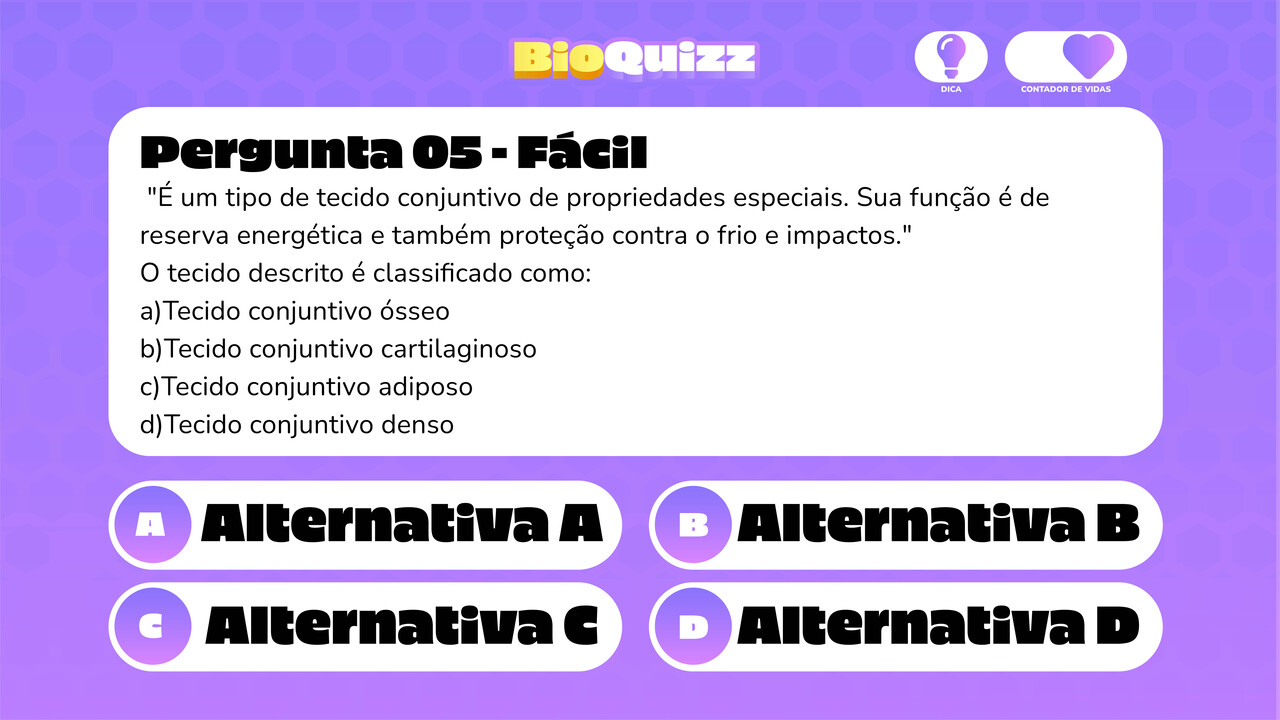 BioQuizz
DICA
CONTADOR DE VIDAS
Pergunta 05 - Fácil
"É um tipo de tecido conjuntivo de propriedades especiais. Sua função é de
reserva energética e também proteção contra o frio e impactos."
O tecido descrito é classificado como:
a)Tecido conjuntivo ósseo
b)Tecido conjuntivo cartilaginoso
c)Tecido conjuntivo adiposo
d)Tecido conjuntivo denso
A Alternativa A
B Alternativa B
C Alternativa C
D Alternativa D